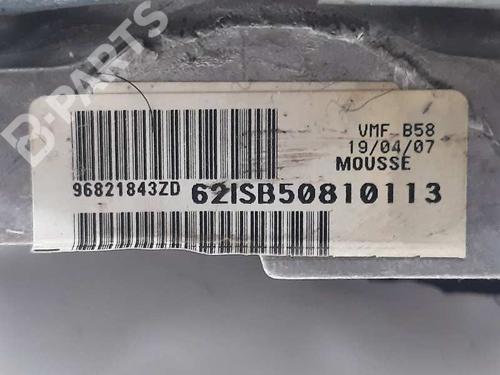 B-PARTS
VMF B58
19/04/07
MOUSSE
96821843ZD 62ISB50810113